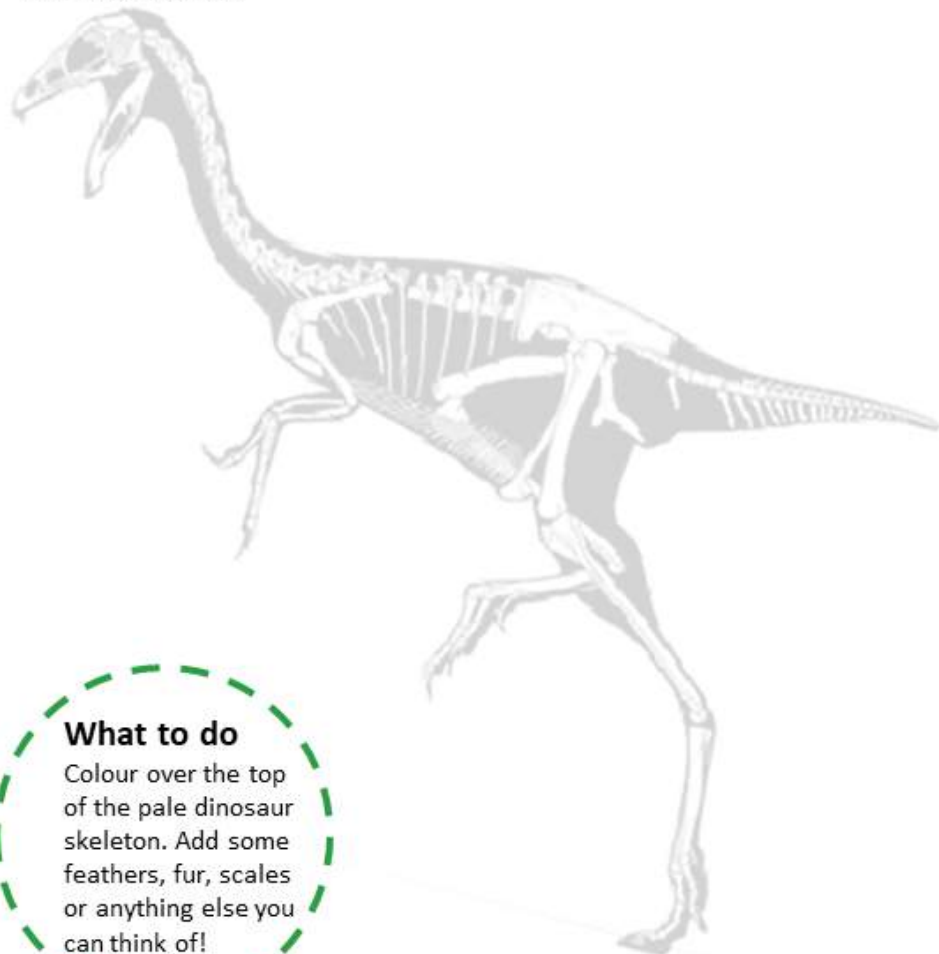 What to do
Colour over the top
of the pale dinosaur
skeleton. Add some
feathers, fur, scales
or anything else you
can think of!